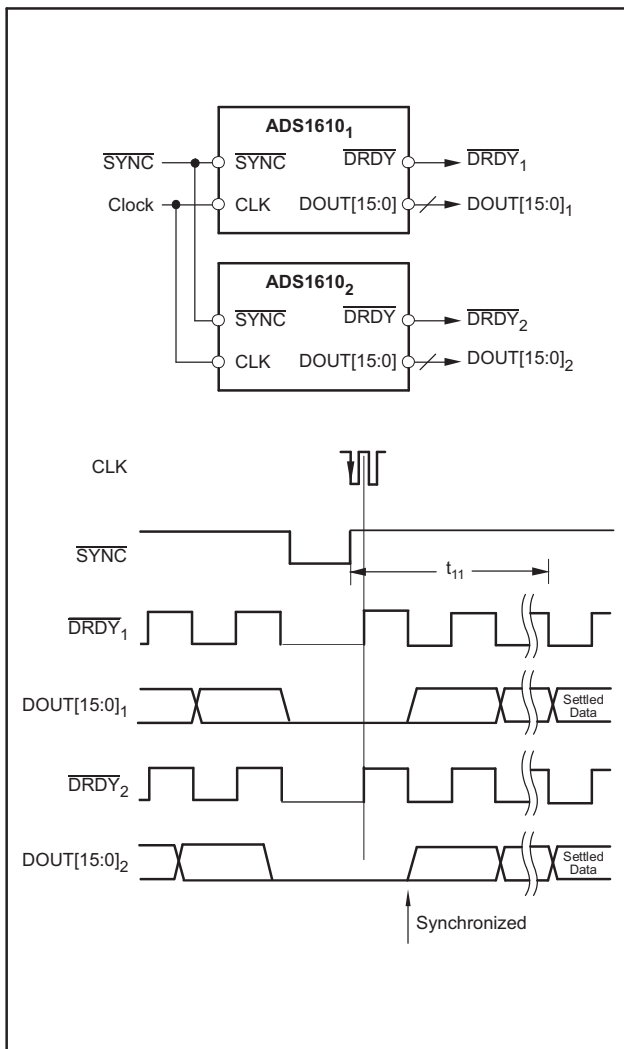 ADS1610₁
SYNC SYNC DRDY DRDY₁
Clock CLK DOUT[15:0] DOUT[15:0]₁
ADS1610₂
SYNC DRDY DRDY₂
CLK DOUT[15:0] DOUT[15:0]₂
CLK
SYNC
t₁₁
DRDY₁
DOUT[15:0]₁
Settled
Data
DRDY₂
DOUT[15:0]₂
Settled
Data
Synchronized